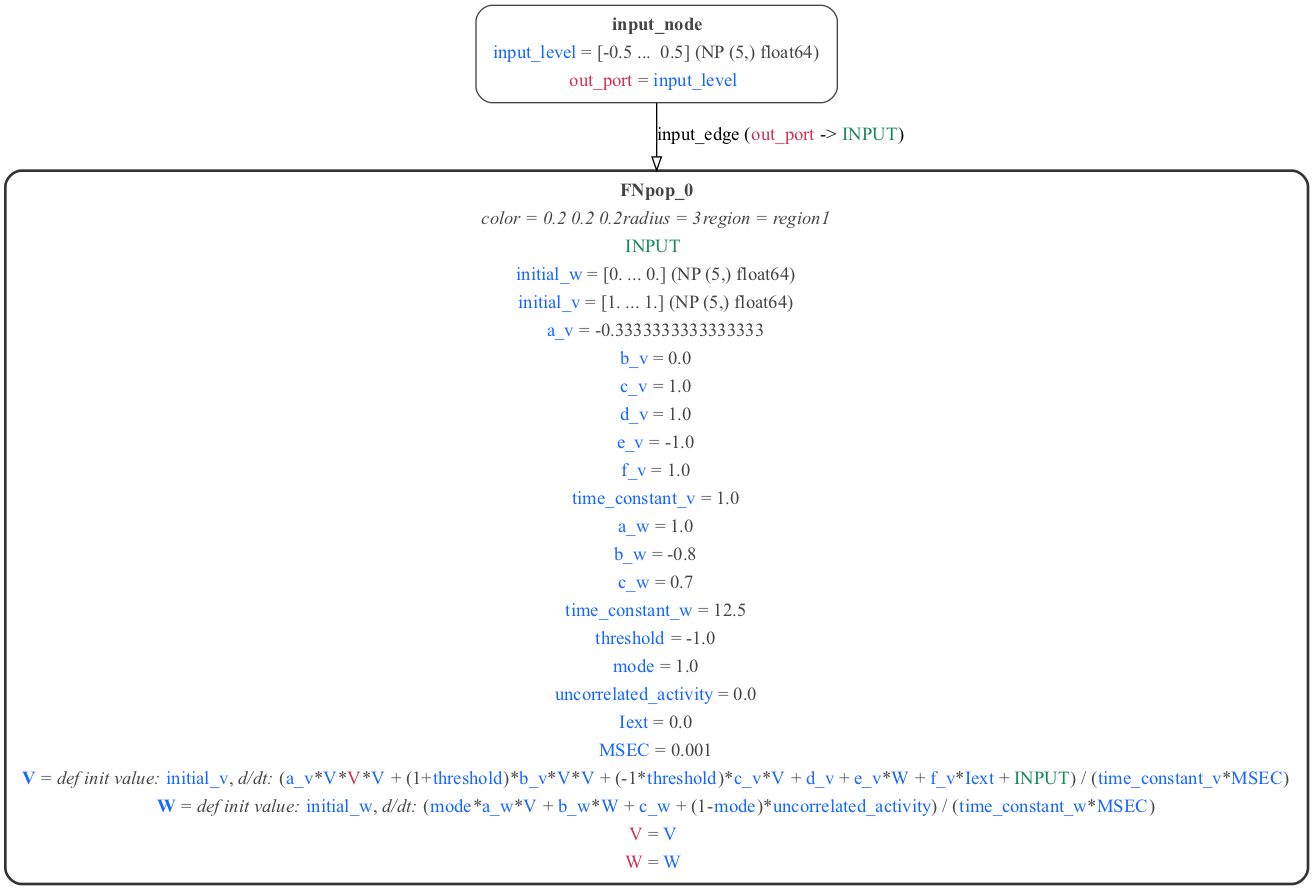 input_node
input_level = [-0.5 ... 0.5] (NP (5,) float64)
out_port = input_level
input_edge (out_port -> INPUT)
FNpop_0
color = 0.2 0.2 0.2radius = 3region = region1
INPUT
initial_w = [0. ... 0.] (NP (5,) float64)
initial_v = [1. ... 1.] (NP (5,) float64)
a_v = -0.3333333333333333
b_v = 0.0
c_v = 1.0
d_v = 1.0
e_v = -1.0
f_v = 1.0
time_constant_v = 1.0
a_w = 1.0
b_w = -0.8
c_w = 0.7
time_constant_w = 12.5
threshold = -1.0
mode = 1.0
uncorrelated_activity = 0.0
Iext = 0.0
MSEC = 0.001
V = def init value: initial_v, d/dt: (a_v*V*V*V + (1+threshold)*b_v*V*V + (-1*threshold)*c_v*V + d_v + e_v*W + f_v*Iext + INPUT) / (time_constant_v*MSEC)
W = def init value: initial_w, d/dt: (mode*a_w*V + b_w*W + c_w + (1-mode)*uncorrelated_activity) / (time_constant_w*MSEC)
V = V
W = W